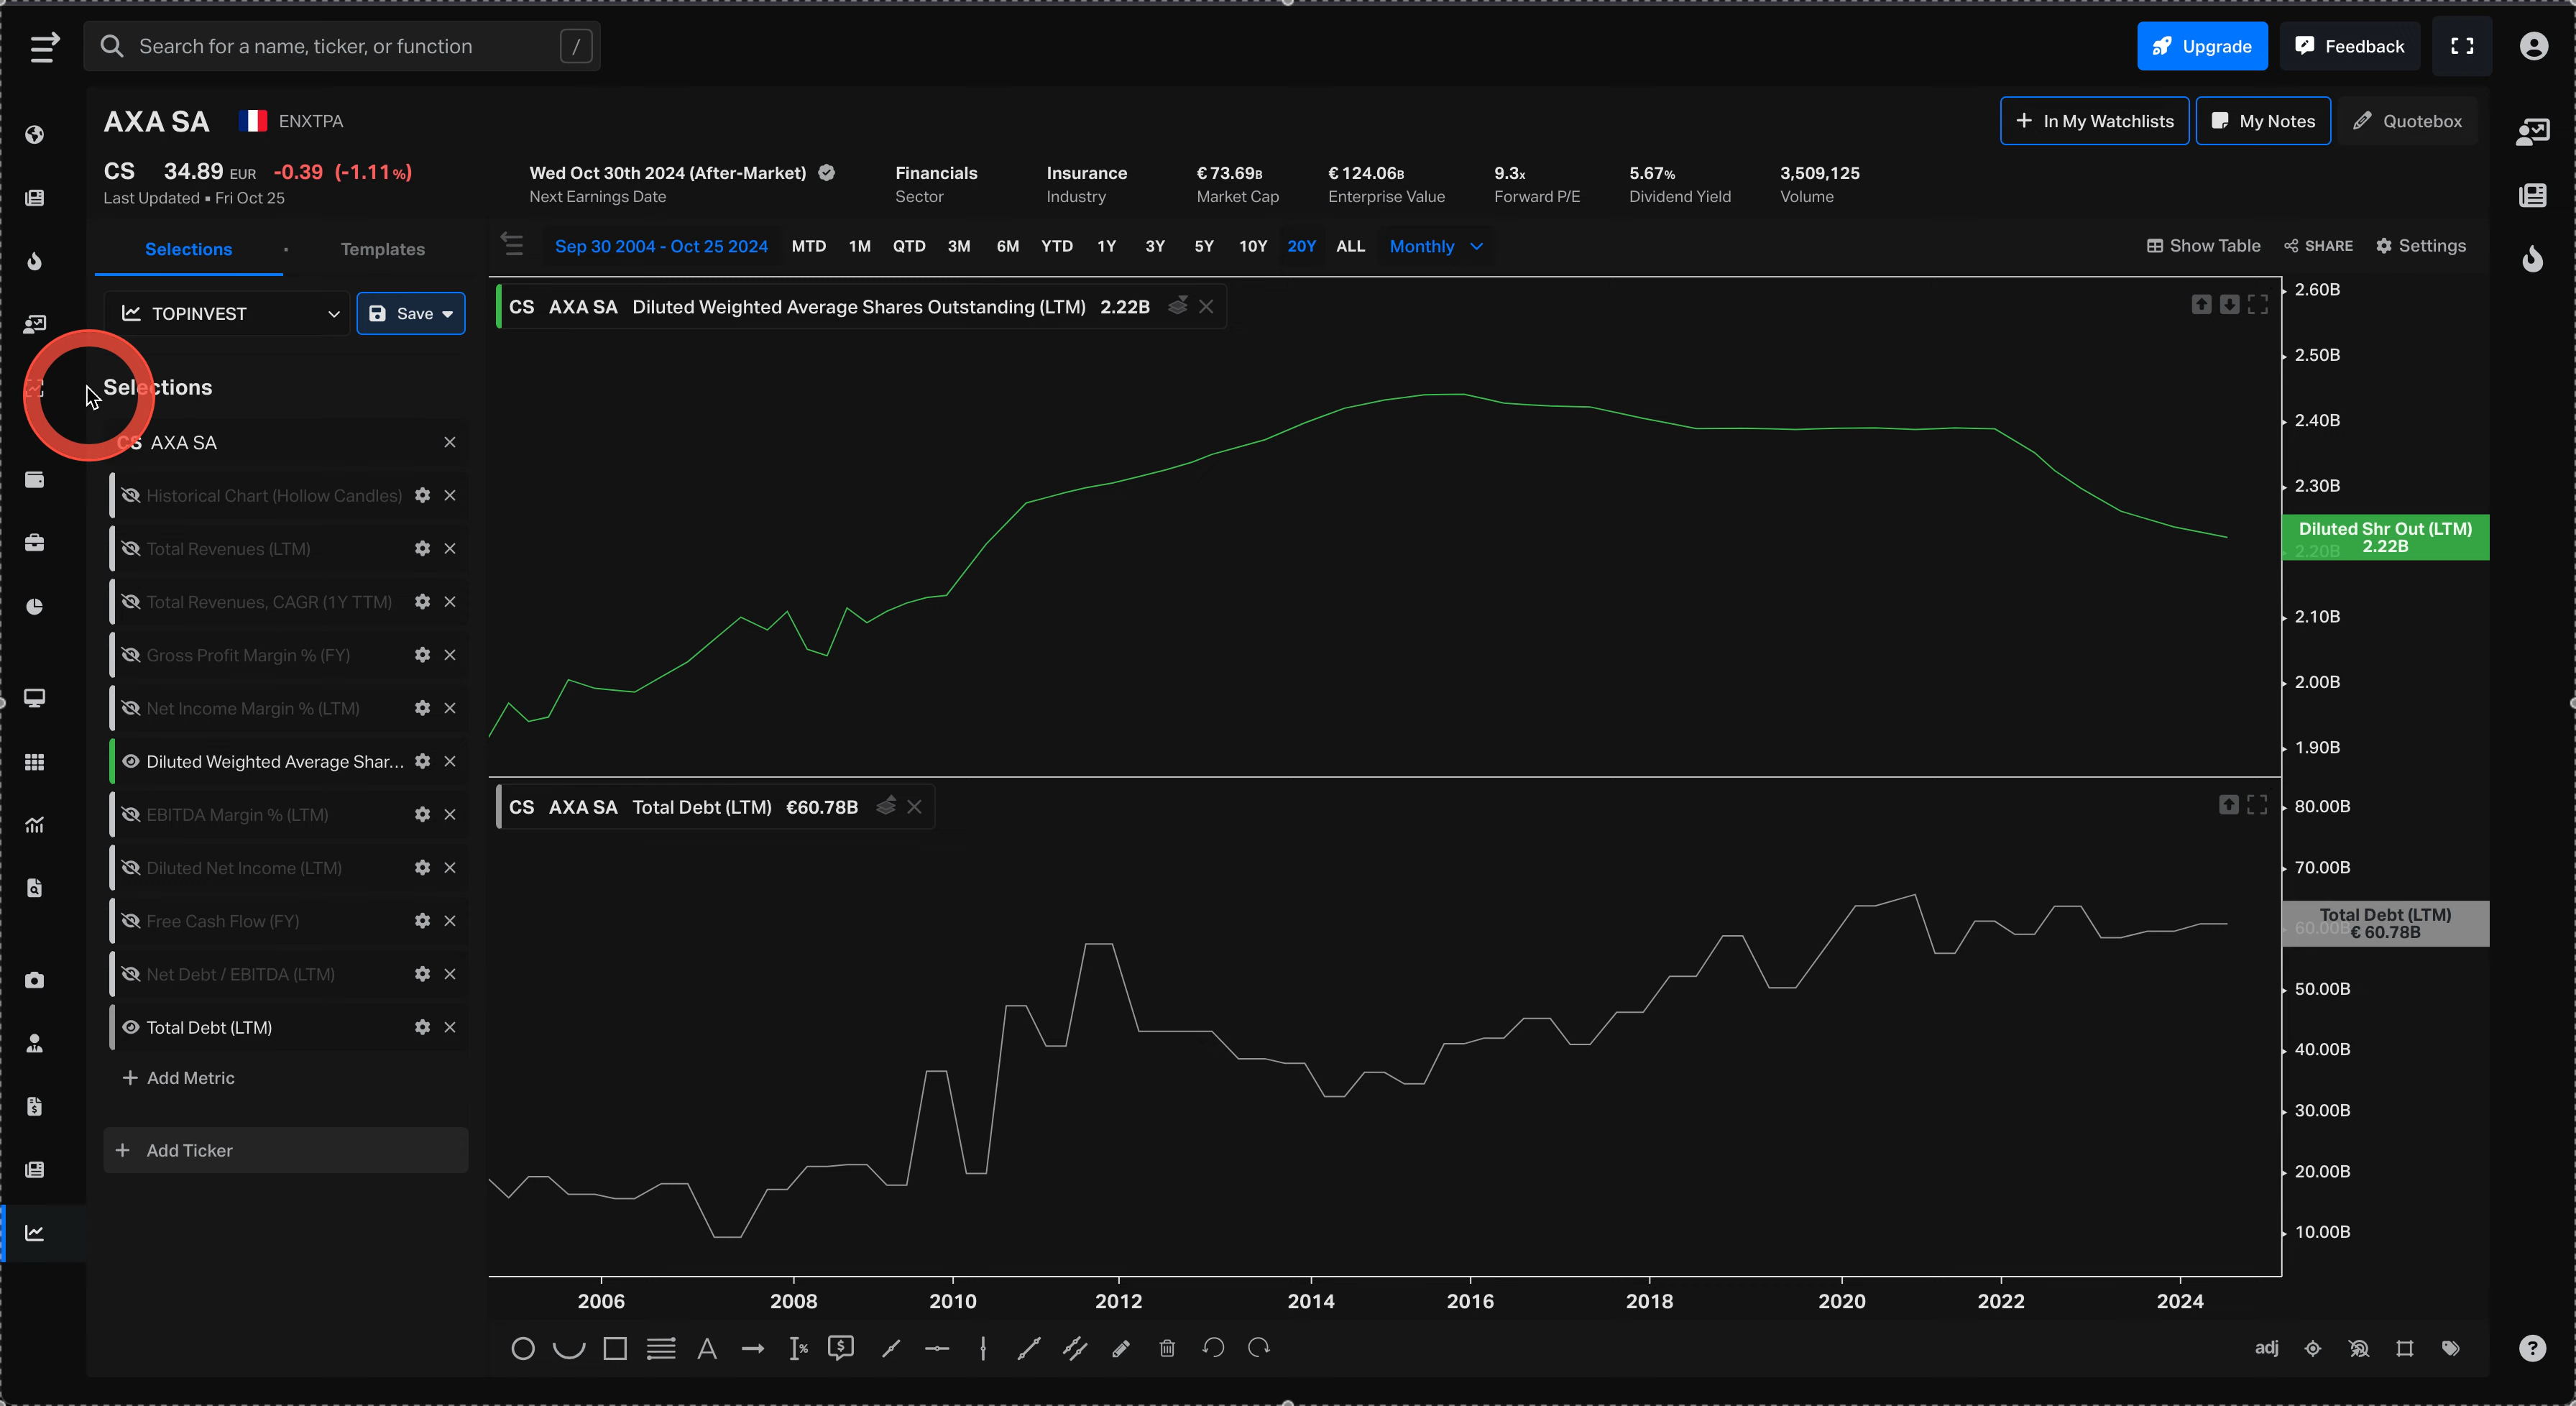 Search for a name, ticker, or function /
Upgrade
Feedback
AXA SA ENXTPA
In My Watchlists
My Notes
Quotebox
CS 34.89 EUR -0.39 (-1.11%)
Last Updated ▪ Fri Oct 25
Wed Oct 30th 2024 (After-Market)
Next Earnings Date
Financials
Sector
Insurance
Industry
€ 73.69B
Market Cap
€ 124.06B
Enterprise Value
9.3x
Forward P/E
5.67%
Dividend Yield
3,509,125
Volume
Selections
Templates
Sep 30 2004 - Oct 25 2024 MTD 1M QTD 3M 6M YTD 1Y 3Y 5Y 10Y 20Y ALL Monthly
Show Table SHARE Settings
TOPINVEST
Save
Selections
CS AXA SA
Historical Chart (Hollow Candles)
Total Revenues (LTM)
Total Revenues, CAGR (1Y TTM)
Gross Profit Margin % (FY)
Net Income Margin % (LTM)
Diluted Weighted Average Shar...
EBITDA Margin % (LTM)
Diluted Net Income (LTM)
Free Cash Flow (FY)
Net Debt / EBITDA (LTM)
Total Debt (LTM)
+ Add Metric
+ Add Ticker
CS AXA SA Diluted Weighted Average Shares Outstanding (LTM) 2.22B
2.60B
2.50B
2.40B
2.30B
Diluted Shr Out (LTM)
2.22B
2.20B
2.10B
2.00B
1.90B
CS AXA SA Total Debt (LTM) €60.78B
80.00B
70.00B
Total Debt (LTM)
60.00B
€ 60.78B
50.00B
40.00B
30.00B
20.00B
10.00B
2006 2008 2010 2012 2014 2016 2018 2020 2022 2024
A
adj
?